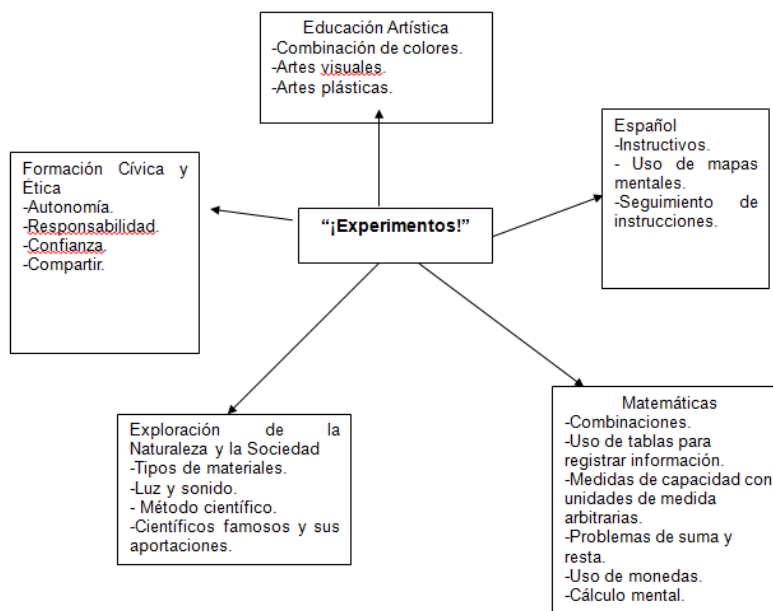 Educación Artística
-Combinación de colores.
-Artes visuales.
-Artes plásticas.
Español
-Instructivos.
- Uso de mapas
mentales.
-Seguimiento de
instrucciones.
Formación Cívica y
Ética
-Autonomía.
-Responsabilidad.
-Confianza.
-Compartir.
“¡Experimentos!”
Exploración de la
Naturaleza y la Sociedad
-Tipos de materiales.
-Luz y sonido.
- Método científico.
-Científicos famosos y sus
aportaciones.
Matemáticas
-Combinaciones.
-Uso de tablas para
registrar información.
-Medidas de capacidad con
unidades de medida
arbitrarias.
-Problemas de suma y
resta.
-Uso de monedas.
-Cálculo mental.